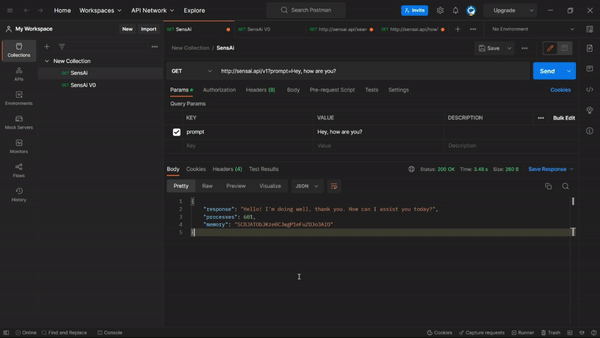 Home Workspaces API Network Explore Search Postman Invite Upgrade
My Workspace New Import GET SensAi GET SensAi V0 GET http://sensai.api/sean GET http://sensai.api/now/ No Environment
Collections
New Collection
GET SensAi
GET SensAi V0
APIs
Environments
Mock Servers
Monitors
Flows
History
New Collection / SensAi Save
GET http://sensai.api/v1?prompt=Hey, how are you? Send
Params Authorization Headers (8) Body Pre-request Script Tests Settings Cookies
Query Params
KEY VALUE DESCRIPTION Bulk Edit
prompt Hey, how are you?
Key Value Description
Body Cookies Headers (4) Test Results Status: 200 OK Time: 3.48 s Size: 260 B Save Response
Pretty Raw Preview Visualize JSON
1 {
2 "response": "Hello! I'm doing well, thank you. How can I assist you today?",
3 "processes": 601,
4 "memory":
5 }
Online Find and Replace Console Cookies Capture requests Runner Trash